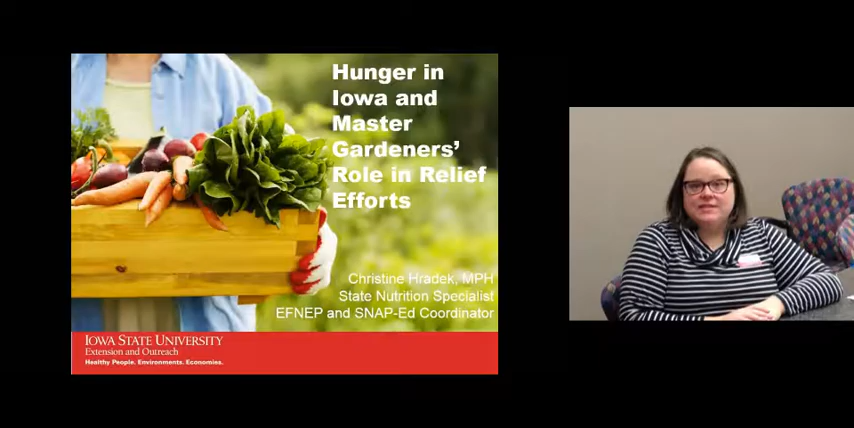 Hunger in
Iowa and
Master
Gardeners’
Role in Relief
Efforts
Christine Hradek, MPH
State Nutrition Specialist
EFNEP and SNAP-Ed Coordinator
IOWA STATE UNIVERSITY
Extension and Outreach
Healthy People. Environments. Economies.